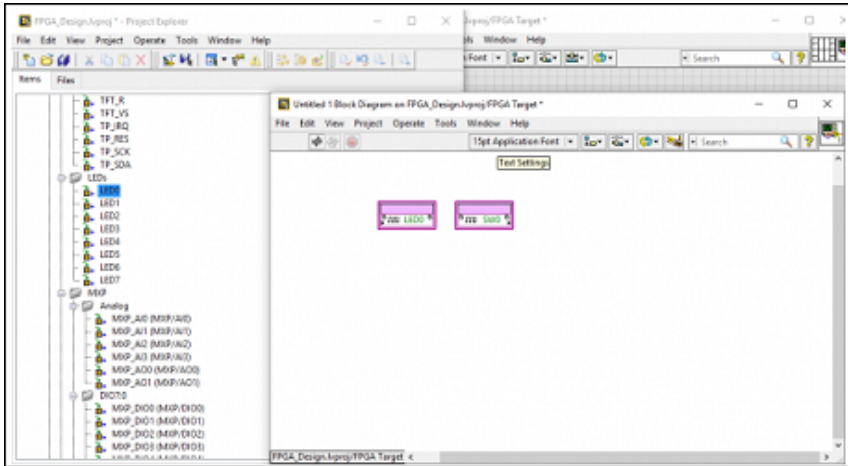 FPGA_Design.lvproj * - Project Explorer
File Edit View Project Operate Tools Window Help
Items Files
TFT_R
TFT_VS
TP_IRQ
TP_RES
TP_SCK
TP_SDA
LEDs
LED0
LED1
LED2
LED3
LED4
LED5
LED6
LED7
MXP
Analog
MXP_AI0 (MXP/AI0)
MXP_AI1 (MXP/AI1)
MXP_AI2 (MXP/AI2)
MXP_AI3 (MXP/AI3)
MXP_AO0 (MXP/AO0)
MXP_AO1 (MXP/AO1)
DIO7:0
MXP_DIO0 (MXP/DIO0)
MXP_DIO1 (MXP/DIO1)
MXP_DIO2 (MXP/DIO2)
MXP_DIO3 (MXP/DIO3)
lvproj/FPGA Target *
Window Help
Font Search
Untitled 1 Block Diagram on FPGA_Design.lvproj/FPGA Target *
File Edit View Project Operate Tools Window Help
15pt Application Font Search
Text Settings
LED0 SW0
FPGA_Design.lvproj/FPGA Target